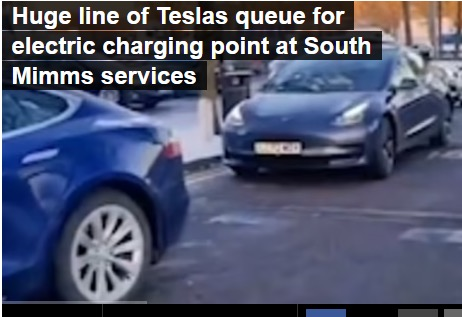 Huge line of Teslas queue for
electric charging point at South
Mimms services